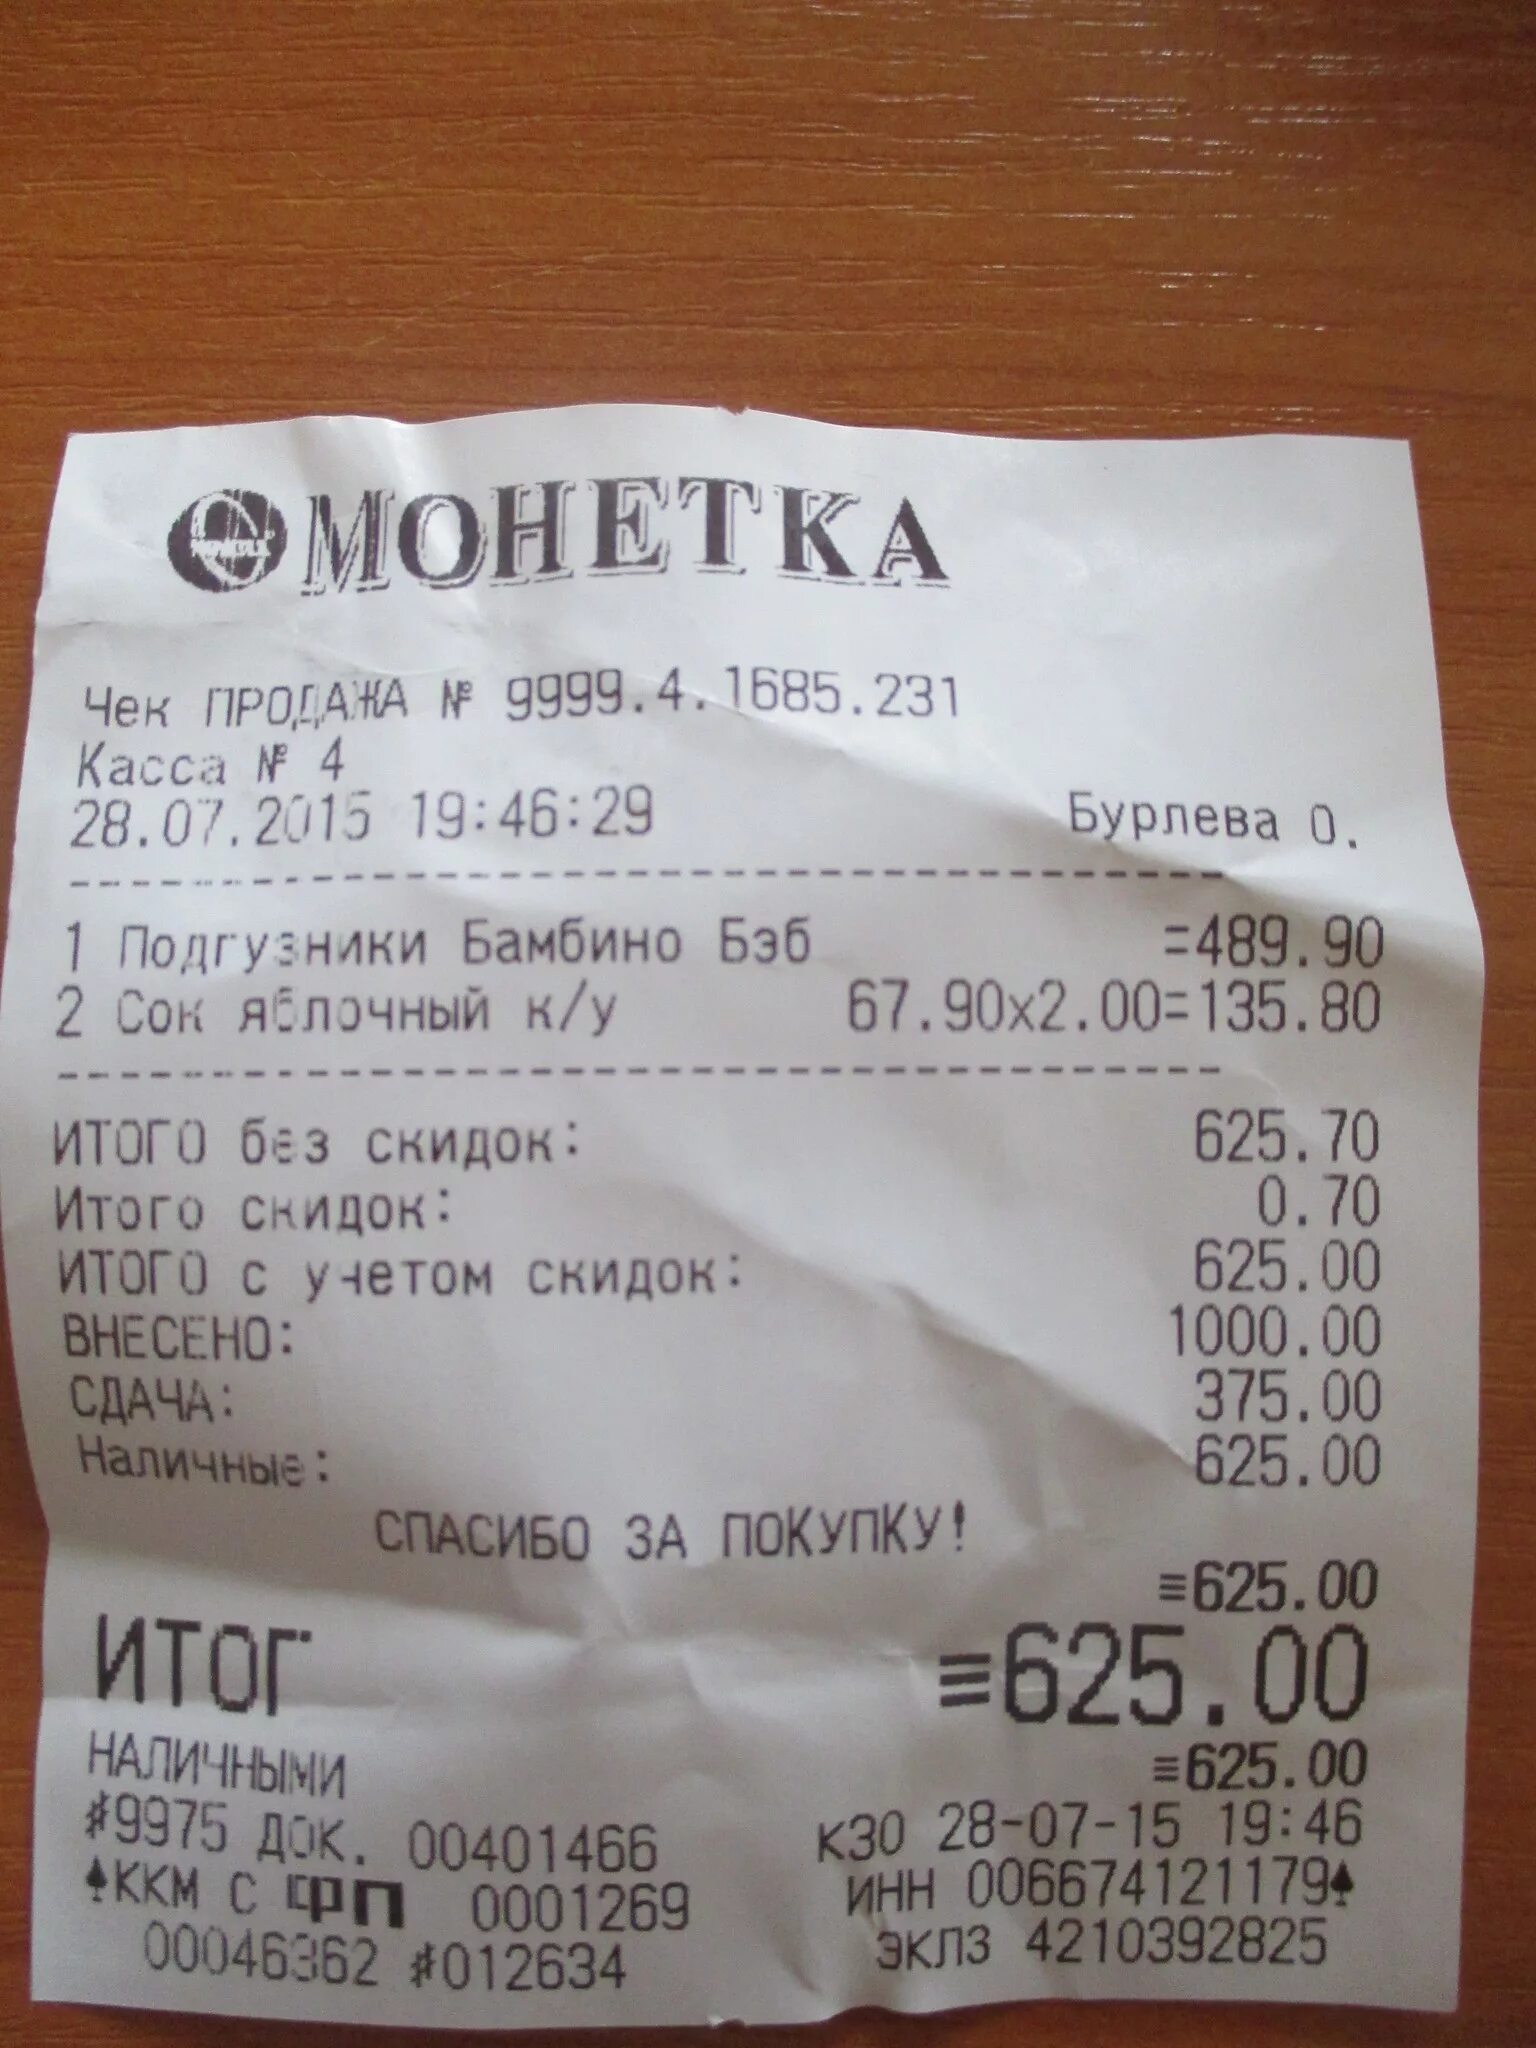 МОНЕТКА
Чек ПРОДАЖА № 9999.4.1685.231
Касса № 4
28.07.2015 19:46:29 Бурлева О.
1 Подгузники Бамбино Бэб =489.90
2 Сок яблочный к/у 67.90x2.00=135.80
ИТОГО без скидок: 625.70
Итого скидок: 0.70
ИТОГО с учетом скидок: 625.00
ВНЕСЕНО: 1000.00
СДАЧА: 375.00
Наличные: 625.00
СПАСИБО ЗА ПОКУПКУ!
≡625.00
ИТОГ ≡625.00
НАЛИЧНЫМИ ≡625.00
#9975 ДОК. 00401466 КЗО 28-07-15 19:46
ККМ С ФП 0001269 ИНН 006674121179
00046362 #012634 ЭКЛЗ 4210392825